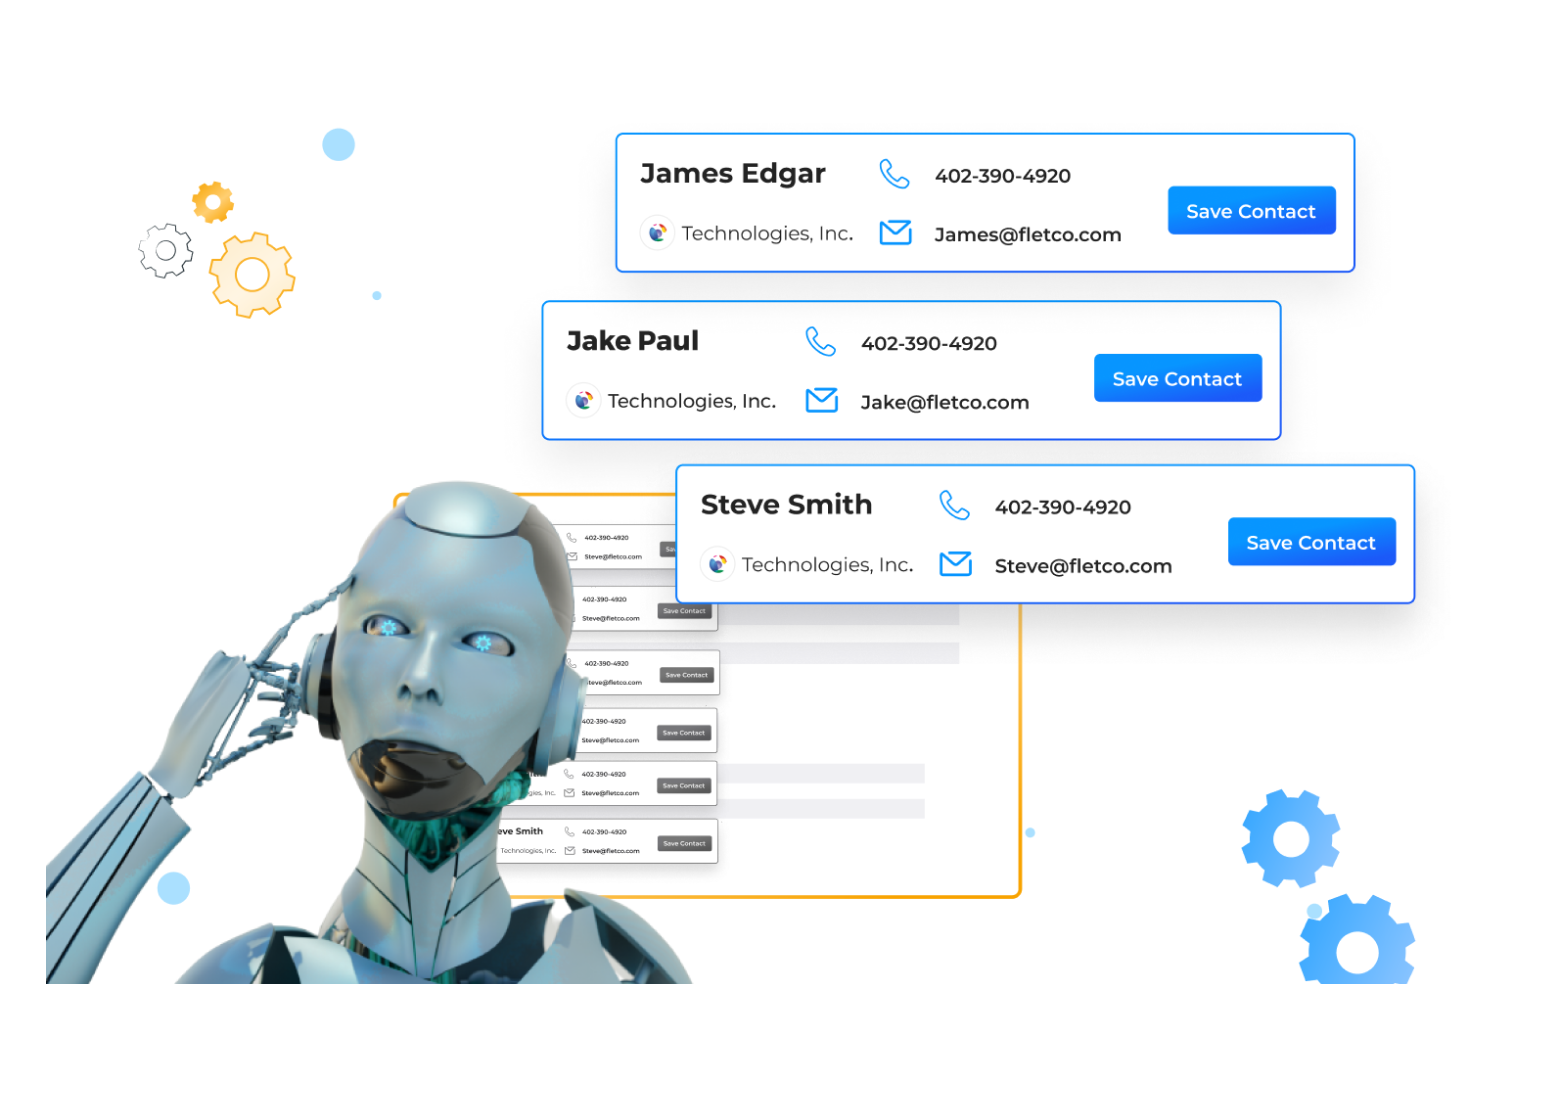 James Edgar
402-390-4920
Technologies, Inc.
James@fletco.com
Save Contact
Jake Paul
402-390-4920
Technologies, Inc.
Jake@fletco.com
Save Contact
Steve Smith
402-390-4920
Technologies, Inc.
Steve@fletco.com
Save Contact
402-390-4920
Steve@fletco.com
402-390-4920
Steve@fletco.com
Save Contact
402-390-4920
Steve@fletco.com
Save Contact
402-390-4920
Steve@fletco.com
Save Contact
402-390-4920
Inc.
Steve@fletco.com
Save Contact
Smith
402-390-4920
Technologies, Inc.
Steve@fletco.com
Save Contact